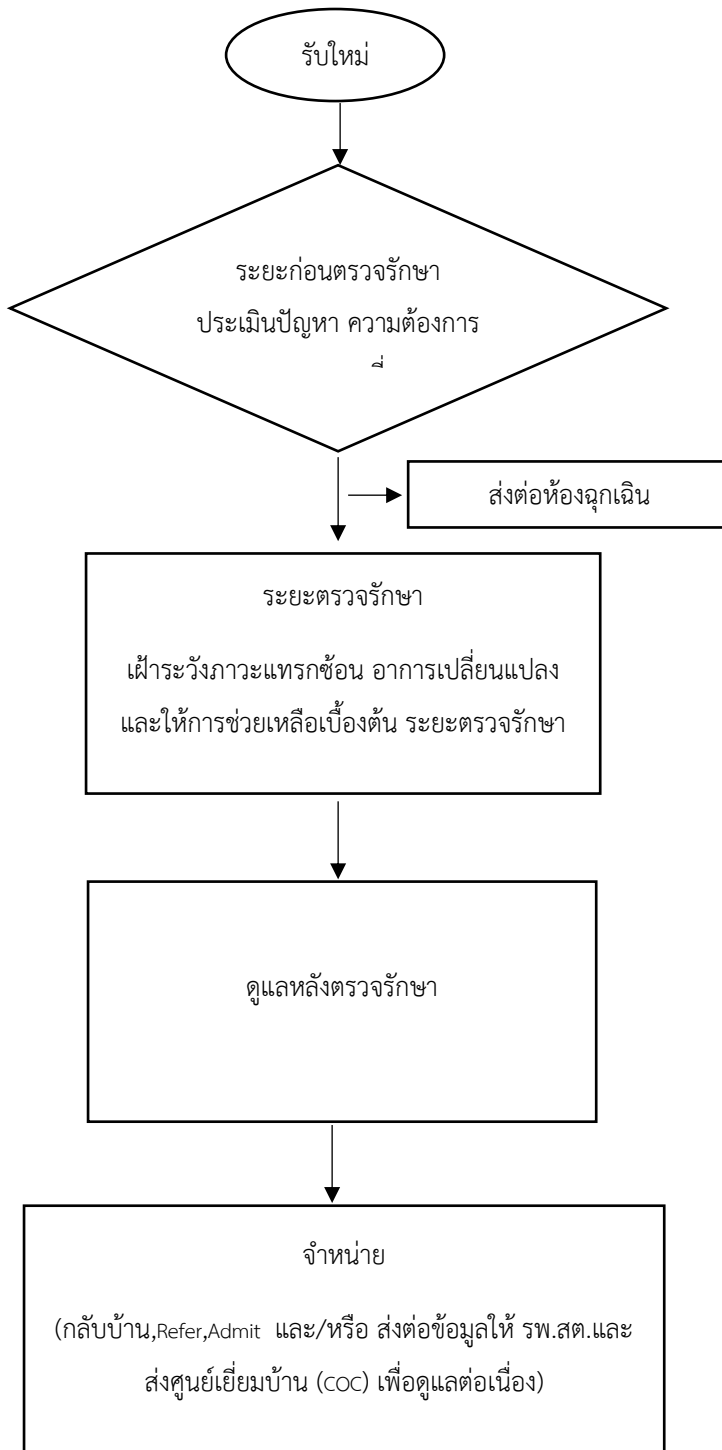 รับใหม่
ระยะก่อนตรวจรักษา
ประเมินปัญหา ความต้องการ
ส่งต่อห้องฉุกเฉิน
ระยะตรวจรักษา
เฝ้าระวังภาวะแทรกซ้อน อาการเปลี่ยนแปลง
และให้การช่วยเหลือเบื้องต้น ระยะตรวจรักษา
ดูแลหลังตรวจรักษา
จำหน่าย
(กลับบ้าน,Refer,Admit และ/หรือ ส่งต่อข้อมูลให้ รพ.สต.และ
ส่งศูนย์เยี่ยมบ้าน (COC) เพื่อดูแลต่อเนื่อง)